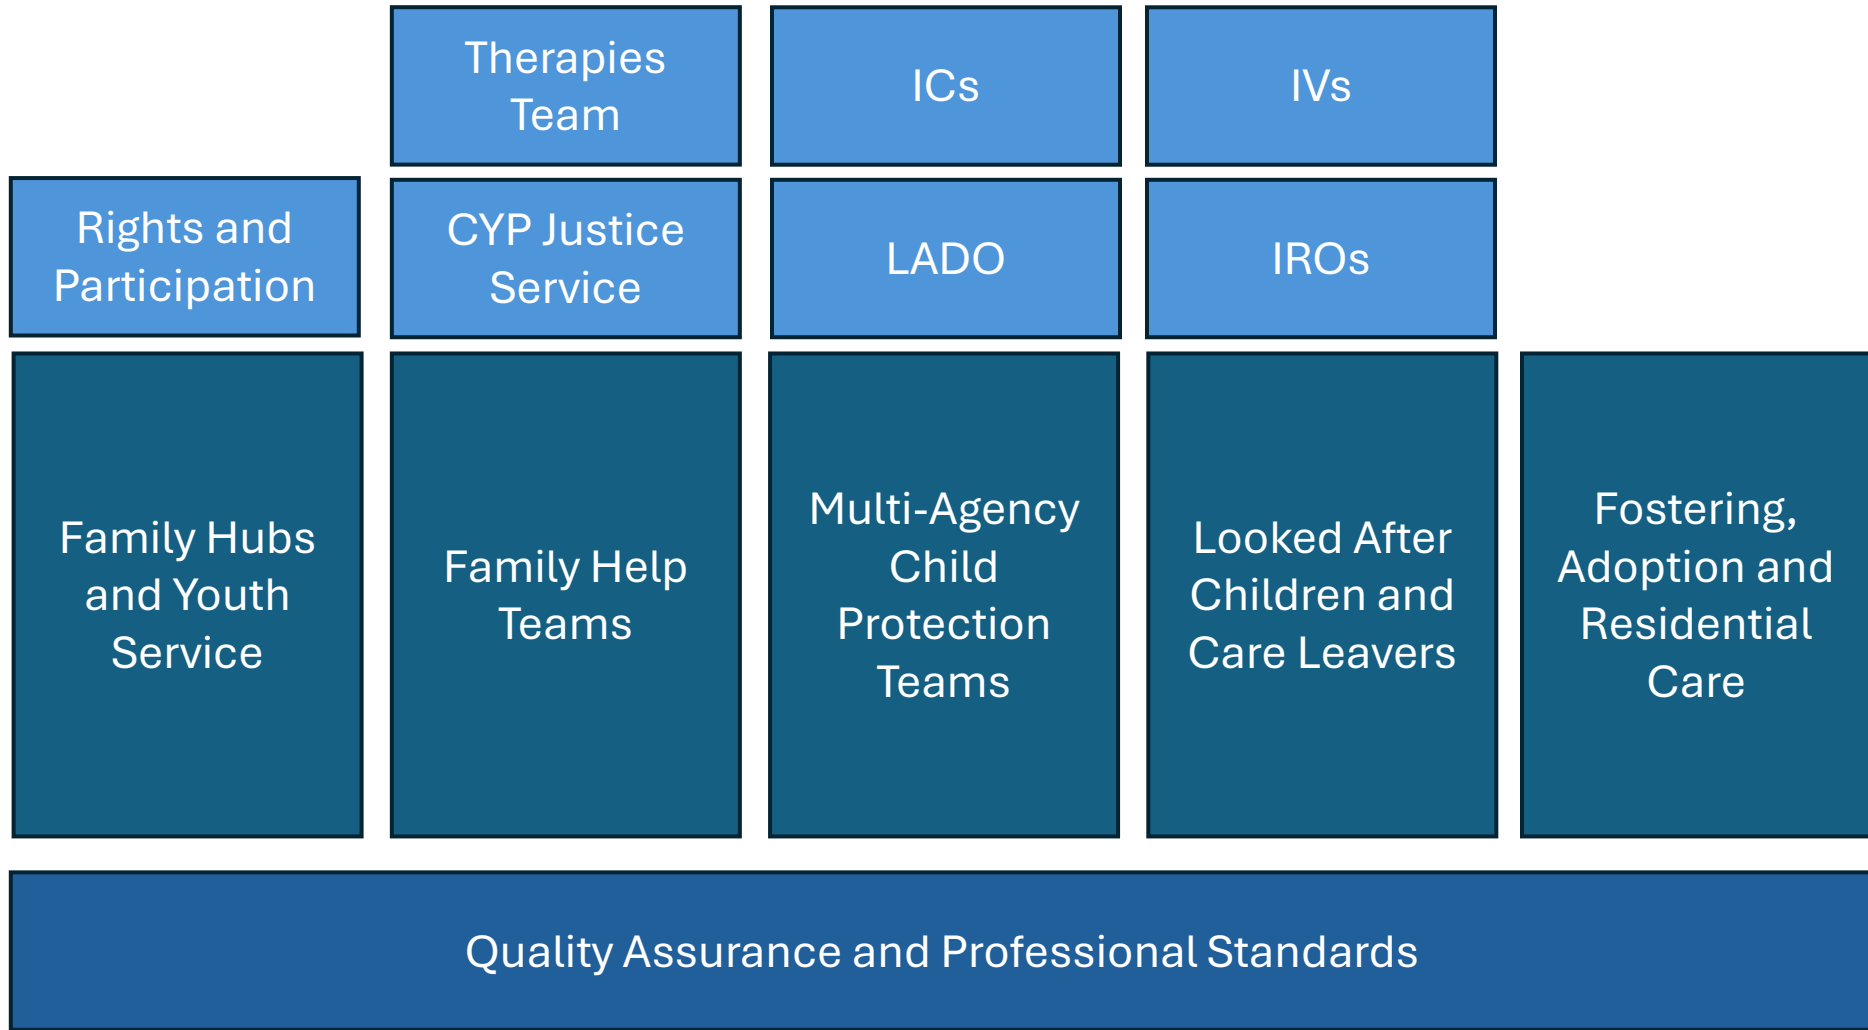 Therapies
Team
ICs
IVs
Rights and
Participation
CYP Justice
Service
LADO
IROs
Family Hubs
and Youth
Service
Family Help
Teams
Multi-Agency
Child
Protection
Teams
Looked After
Children and
Care Leavers
Fostering,
Adoption and
Residential
Care
Quality Assurance and Professional Standards